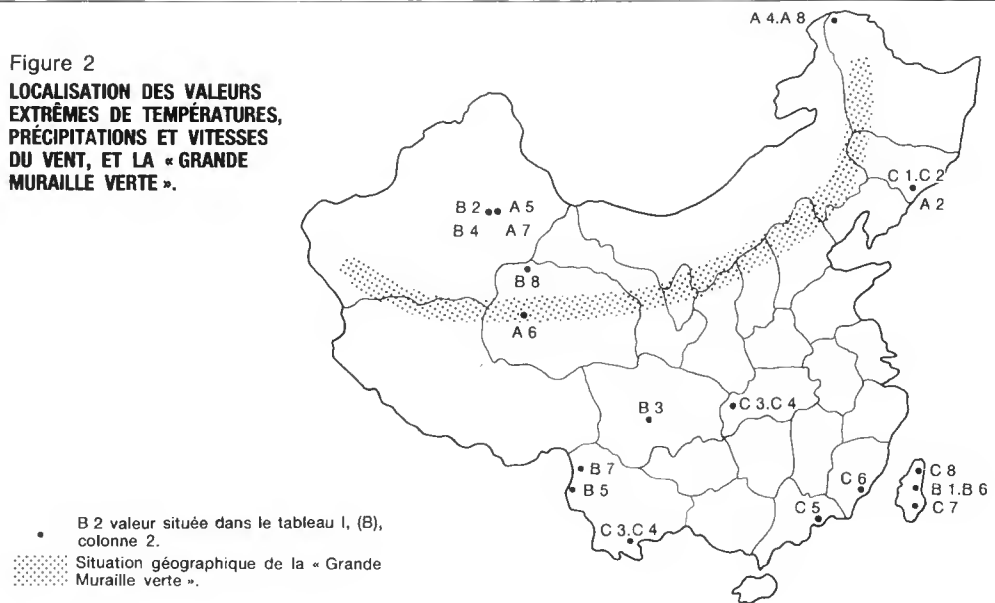 Figure 2
LOCALISATION DES VALEURS
EXTRÊMES DE TEMPÉRATURES,
PRÉCIPITATIONS ET VITESSES
DU VENT, ET LA « GRANDE
MURAILLE VERTE ».
A 4.A 8
C 1.C 2
A 2
B 2 A 5
B 4 A 7
B 8
A 6
B 3
C 3.C 4
B 7
B 5
C 3.C 4
C 5
C 6
C 8
B 1.B 6
C 7
B 2 valeur située dans le tableau I, (B),
colonne 2.
Situation géographique de la « Grande
Muraille verte ».